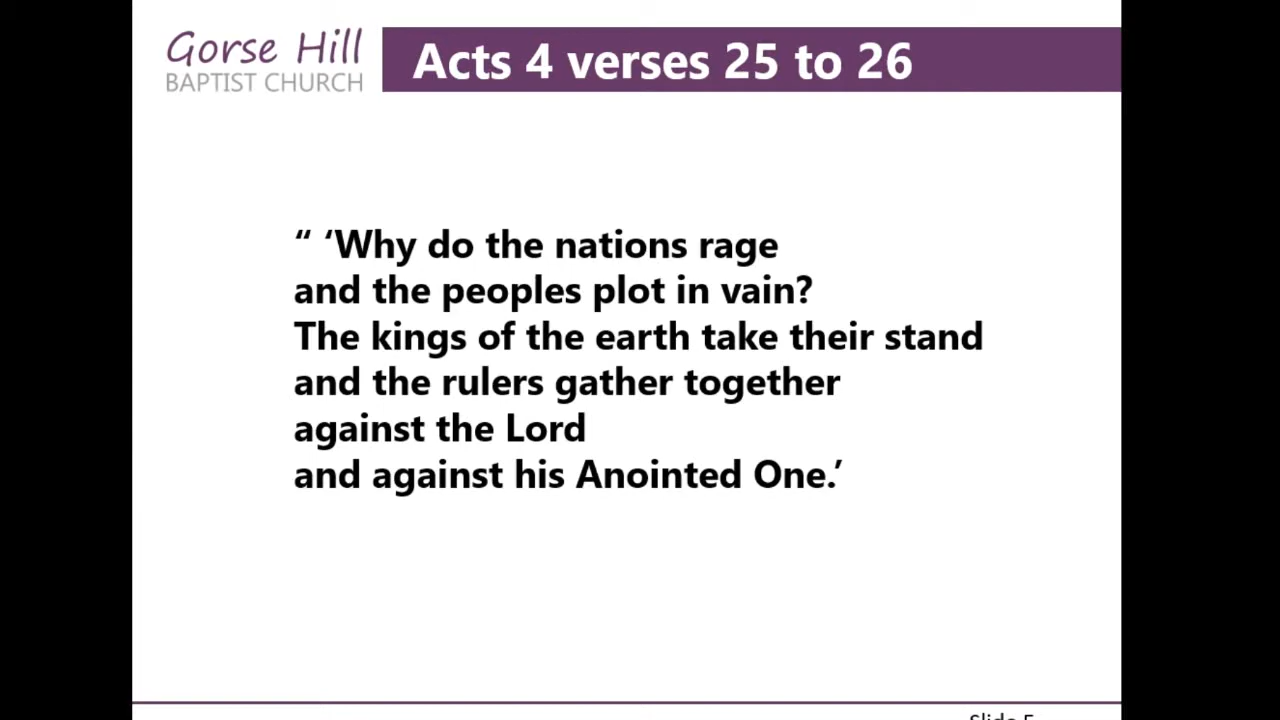 Gorse Hill
BAPTIST CHURCH
Acts 4 verses 25 to 26
“ ‘Why do the nations rage
and the peoples plot in vain?
The kings of the earth take their stand
and the rulers gather together
against the Lord
and against his Anointed One.’
Slide 5